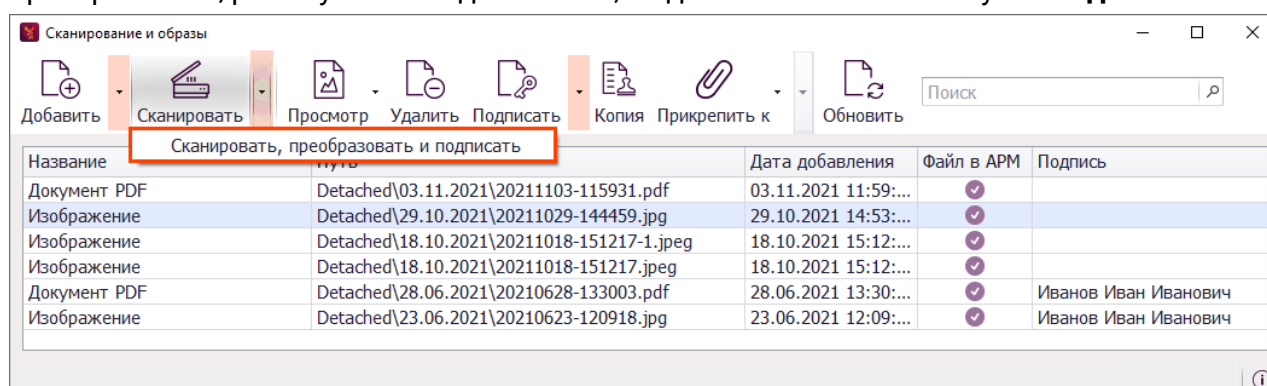 Сканирование и образы
Добавить Сканировать Просмотр Удалить Подписать Копия Прикрепить к Обновить Поиск
Сканировать, преобразовать и подписать
Название Дата добавления Файл в АРМ Подпись
Документ PDF Detached\03.11.2021\20211103-115931.pdf 03.11.2021 11:59:...
Изображение Detached\29.10.2021\20211029-144459.jpg 29.10.2021 14:53:...
Изображение Detached\18.10.2021\20211018-151217-1.jpeg 18.10.2021 15:12:...
Изображение Detached\18.10.2021\20211018-151217.jpeg 18.10.2021 15:12:...
Документ PDF Detached\28.06.2021\20210628-133003.pdf 28.06.2021 13:30:... Иванов Иван Иванович
Изображение Detached\23.06.2021\20210623-120918.jpg 23.06.2021 12:09:... Иванов Иван Иванович